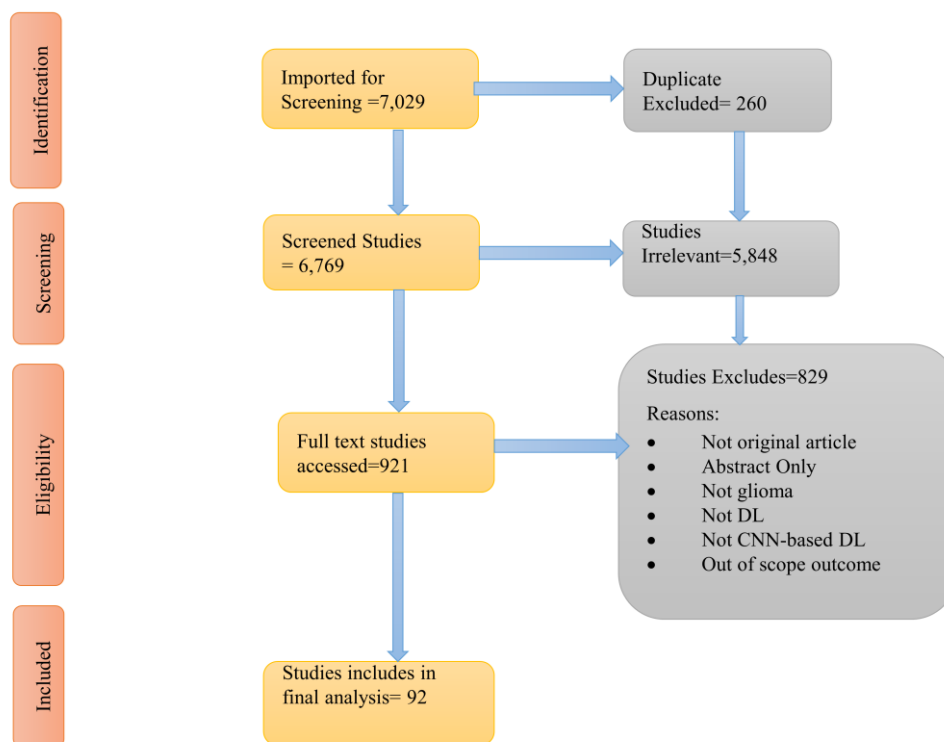 Identification
Imported for
Screening =7,029
Duplicate
Excluded= 260
Screening
Screened Studies
= 6,769
Studies
Irrelevant=5,848
Eligibility
Full text studies
accessed=921
Studies Excludes=829
Reasons:
• Not original article
• Abstract Only
• Not glioma
• Not DL
• Not CNN-based DL
• Out of scope outcome
Included
Studies includes in
final analysis= 92